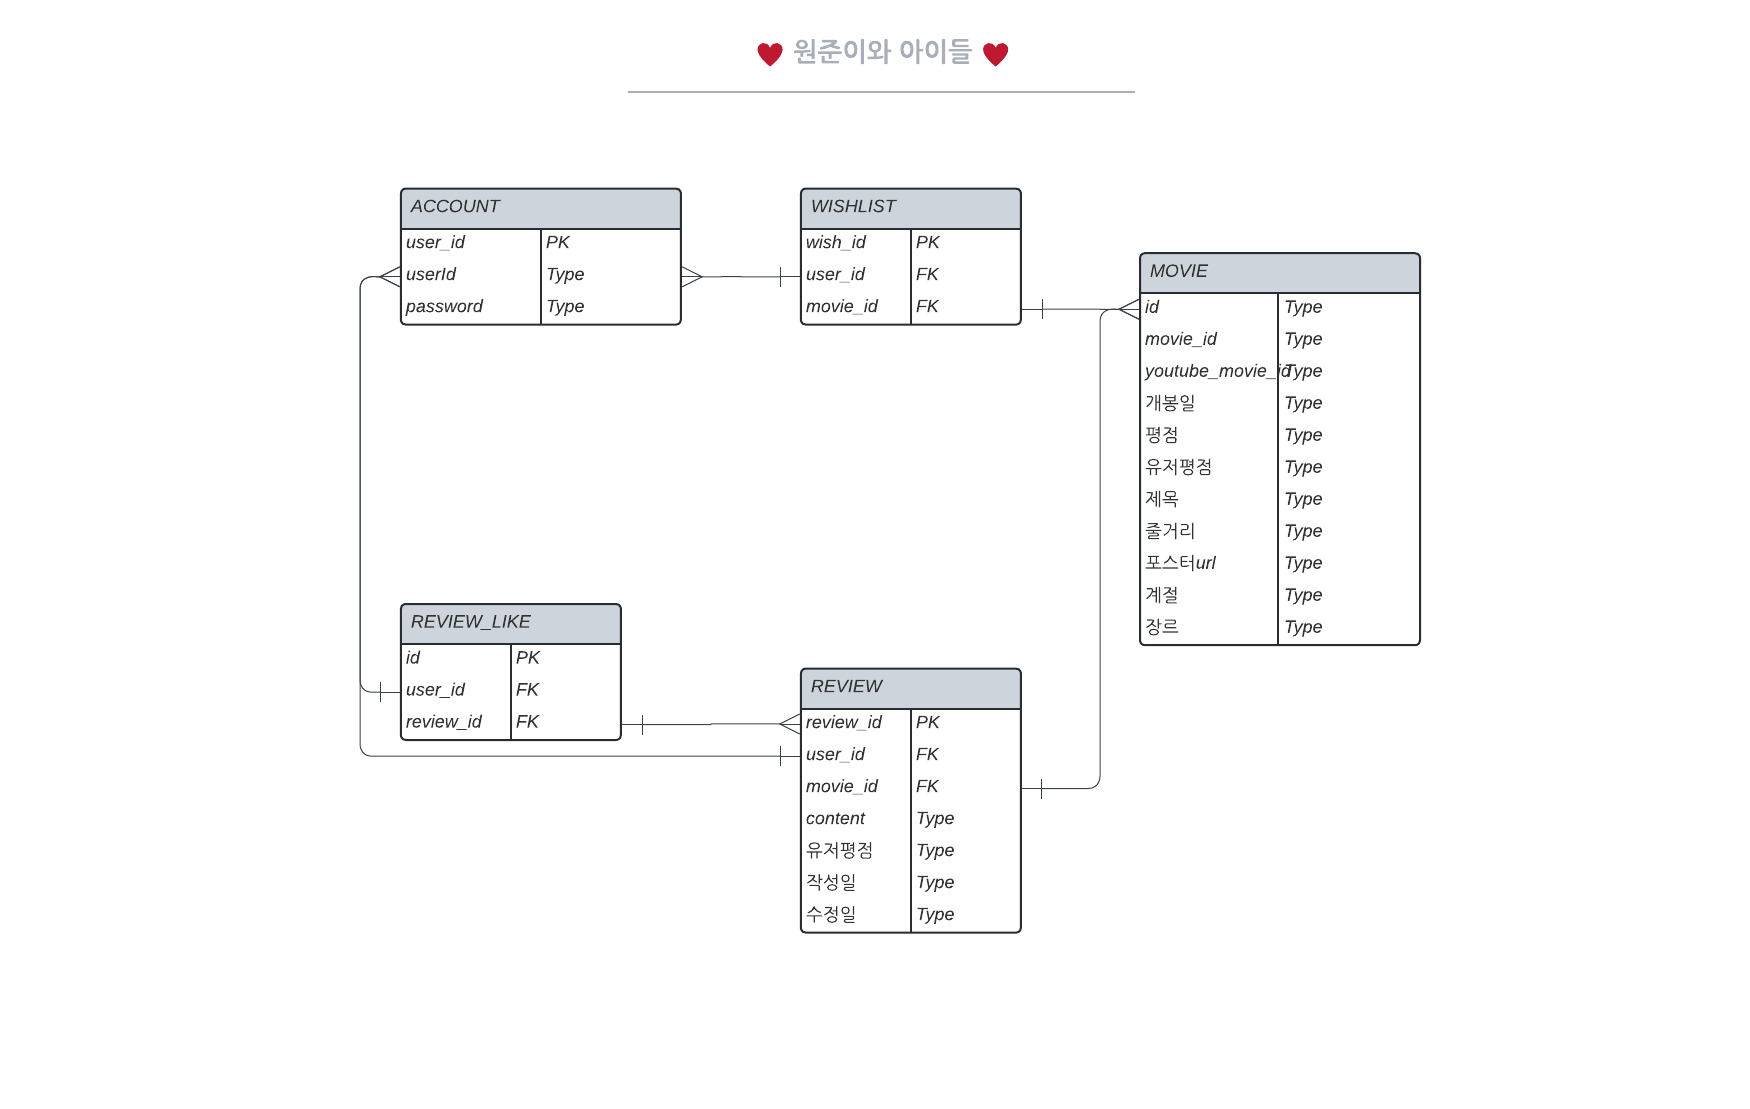 원준이와 아이들
ACCOUNT
user_id PK
userId Type
password Type
WISHLIST
wish_id PK
user_id FK
movie_id FK
MOVIE
id Type
movie_id Type
youtube_movie_id Type
개봉일 Type
평점 Type
유저평점 Type
제목 Type
줄거리 Type
포스터url Type
계절 Type
장르 Type
REVIEW_LIKE
id PK
user_id FK
review_id FK
REVIEW
review_id PK
user_id FK
movie_id FK
content Type
유저평점 Type
작성일 Type
수정일 Type